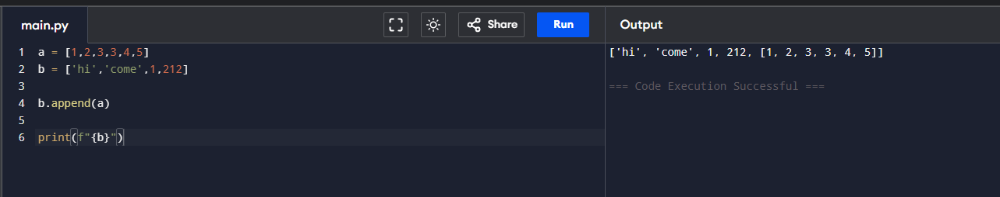 main.py
Share
Run
Output
1 a = [1,2,3,3,4,5]
2 b = ['hi','come',1,212]
3
4 b.append(a)
5
6 print(f"{b}")
['hi', 'come', 1, 212, [1, 2, 3, 3, 4, 5]]
=== Code Execution Successful ===